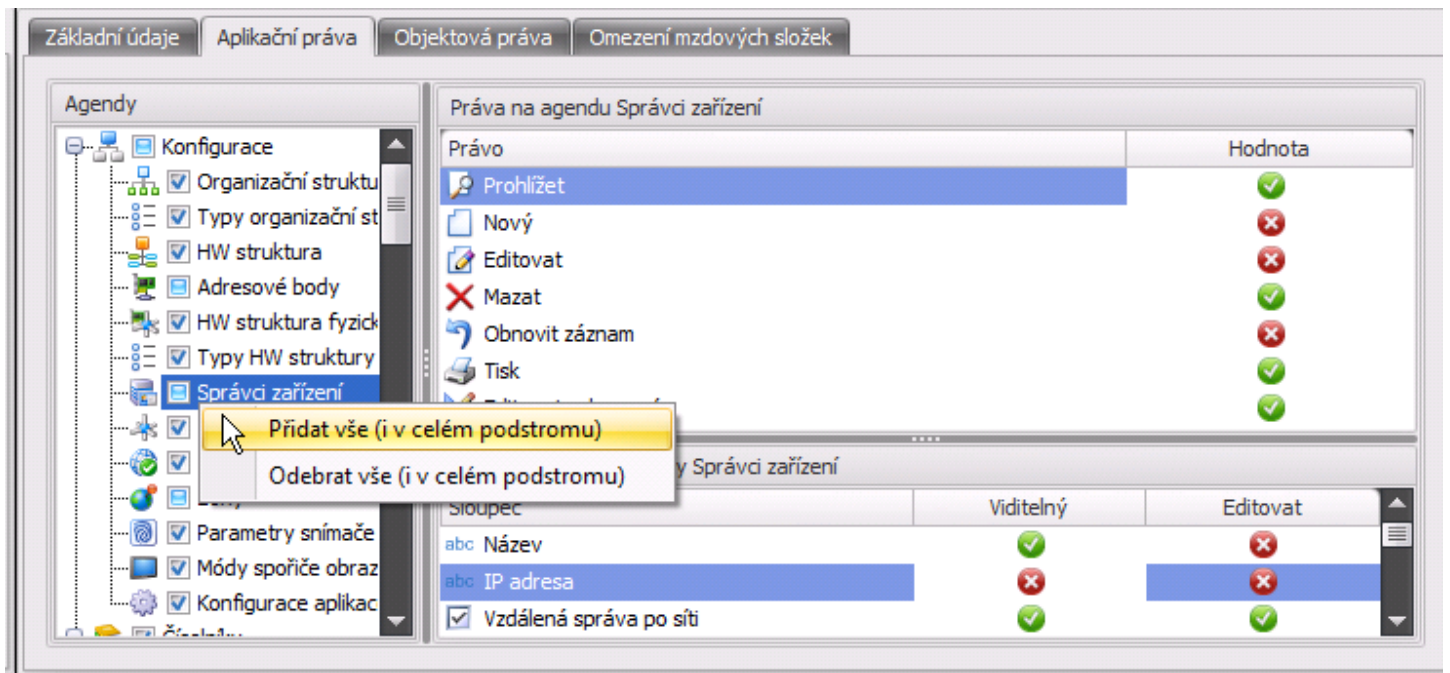 Základní údaje Aplikační práva Objektová práva Omezení mzdových složek
Agendy
Konfigurace
Organizační struktu
Typy organizační st
HW struktura
Adresové body
HW struktura fyzick
Typy HW struktury
Správci zařízení
Přidat vše (i v celém podstromu)
Odebrat vše (i v celém podstromu)
Parametry snímače
Módy spořiče obraz
Konfigurace aplikac
Číselníky
Práva na agendu Správci zařízení
Právo Hodnota
Prohlížet
Nový
Editovat
Mazat
Obnovit záznam
Tisk
y Správci zařízení
Sloupec Viditelný Editovat
abc Název
abc IP adresa
Vzdálená správa po síti